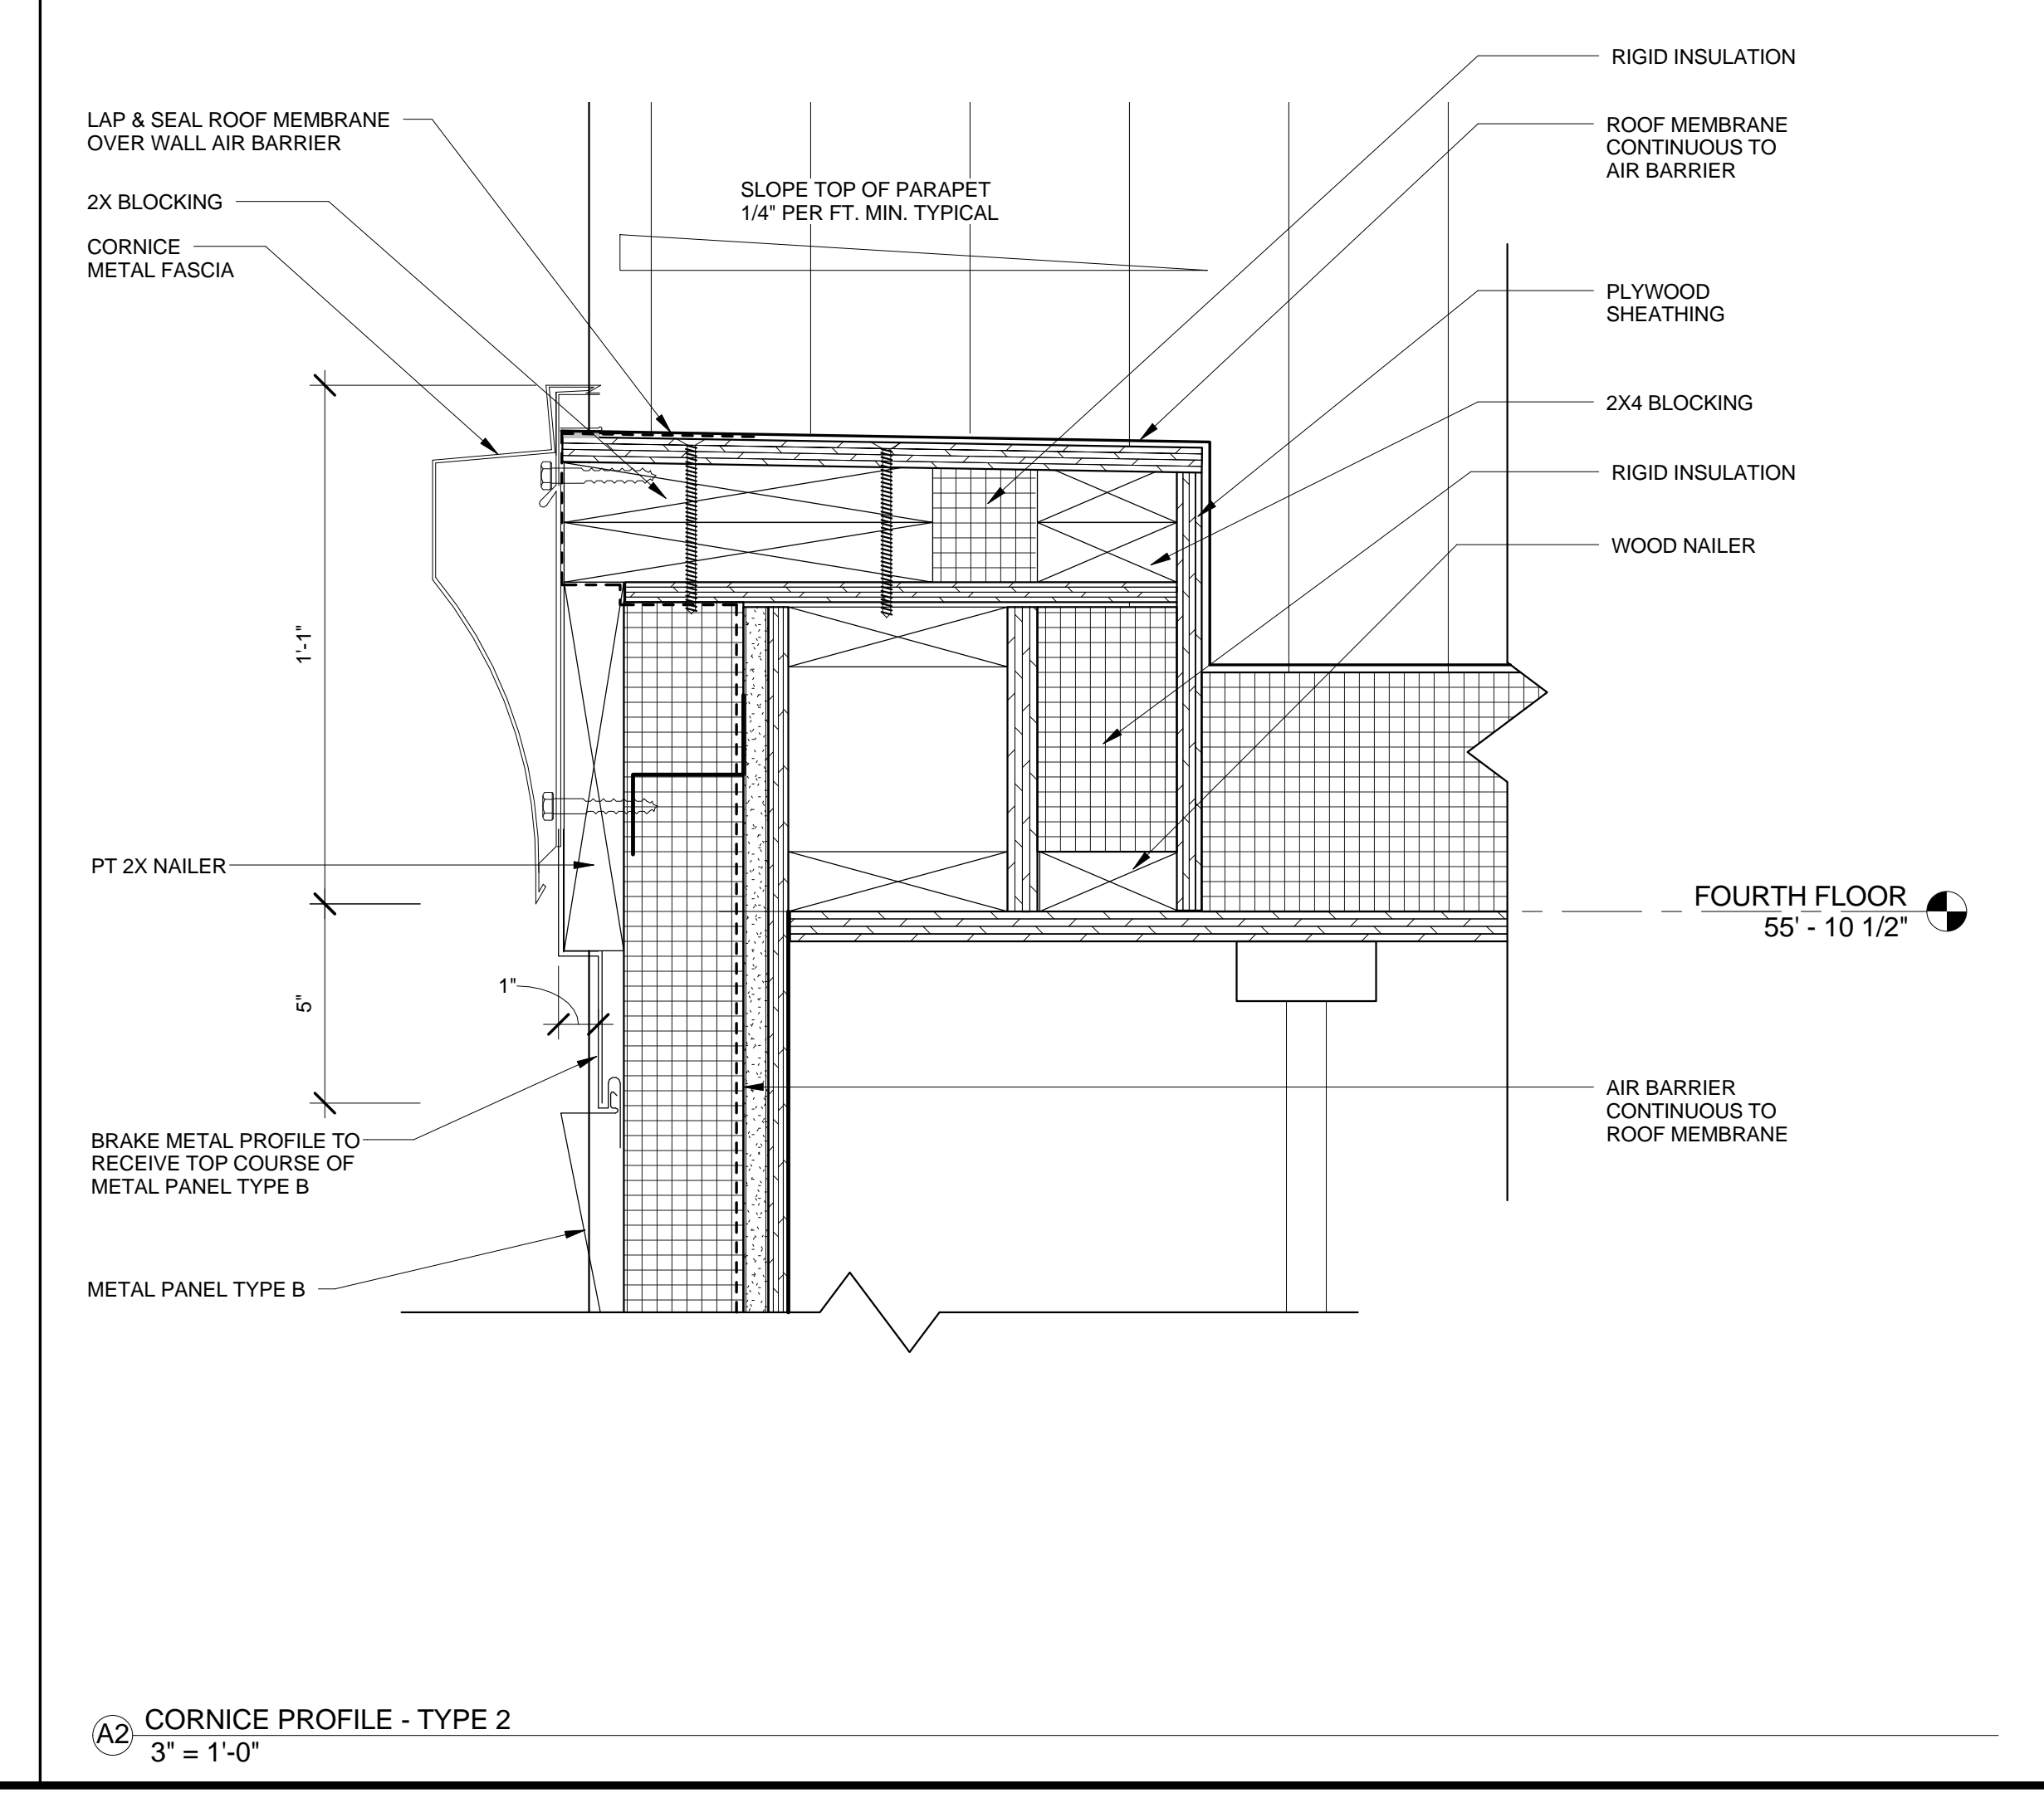 LAP & SEAL ROOF MEMBRANE
OVER WALL AIR BARRIER
2X BLOCKING
CORNICE
METAL FASCIA
SLOPE TOP OF PARAPET
1/4" PER FT. MIN. TYPICAL
RIGID INSULATION
ROOF MEMBRANE
CONTINUOUS TO
AIR BARRIER
PLYWOOD
SHEATHING
2X4 BLOCKING
RIGID INSULATION
WOOD NAILER
1'-1"
PT 2X NAILER
FOURTH FLOOR
55' - 10 1/2"
5"
1"
BRAKE METAL PROFILE TO
RECEIVE TOP COURSE OF
METAL PANEL TYPE B
AIR BARRIER
CONTINUOUS TO
ROOF MEMBRANE
METAL PANEL TYPE B
A2
CORNICE PROFILE - TYPE 2
3" = 1'-0"